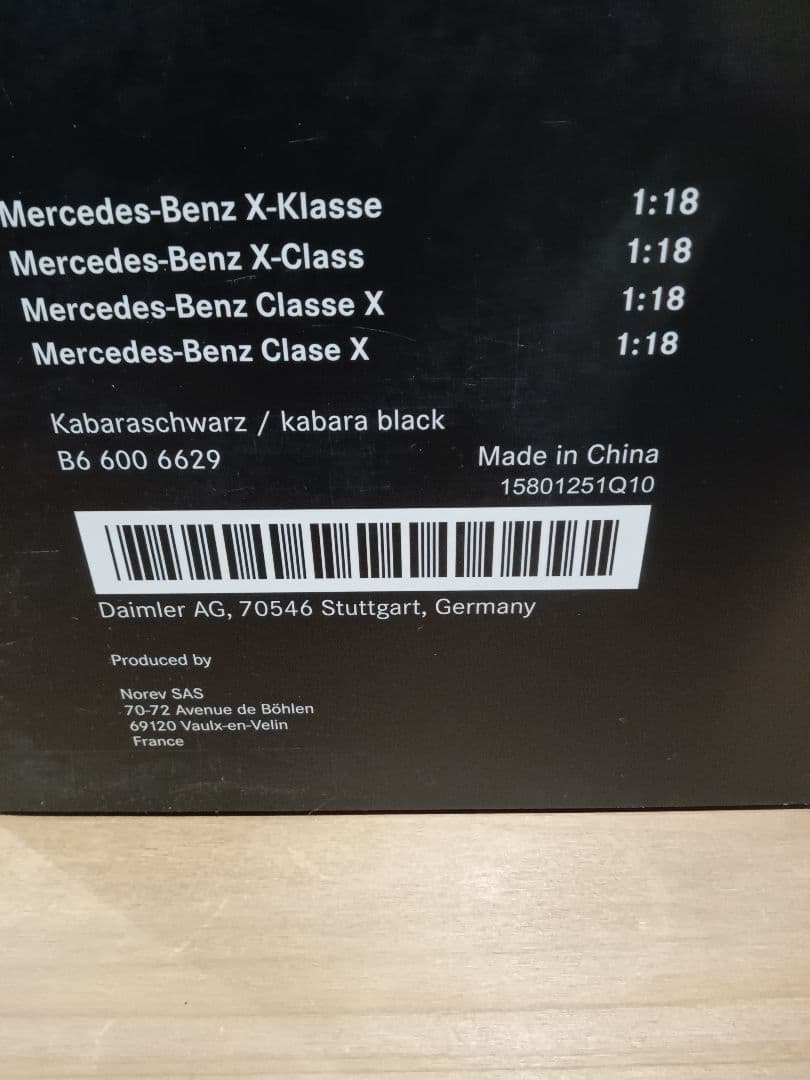 Mercedes-Benz X-Klasse 1:18
Mercedes-Benz X-Class 1:18
Mercedes-Benz Classe X 1:18
Mercedes-Benz Clase X 1:18
Kabaraschwarz / kabara black
B6 600 6629
Made in China
15801251Q10
Daimler AG, 70546 Stuttgart, Germany
Produced by
Norev SAS
70-72 Avenue de Böhlen
69120 Vaulx-en-Velin
France